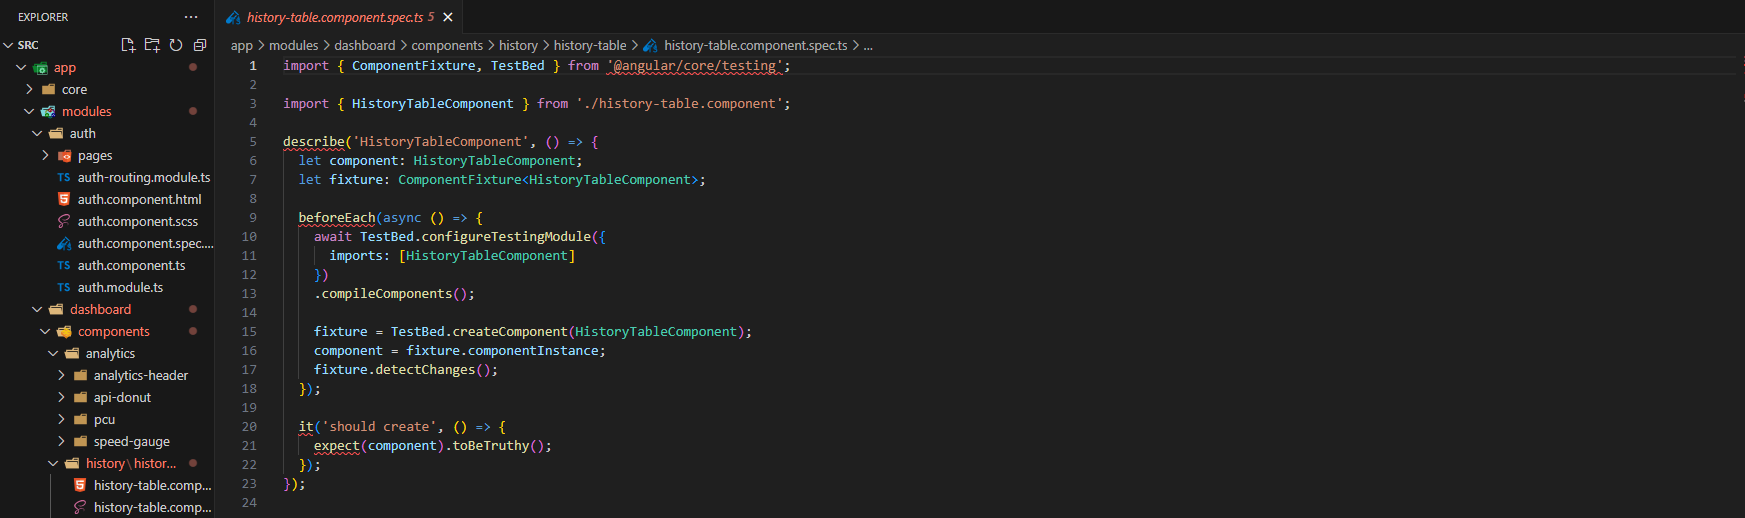 EXPLORER
SRC
app
core
modules
auth
pages
TS auth-routing.module.ts
auth.component.html
auth.component.scss
auth.component.spec....
TS auth.component.ts
TS auth.module.ts
dashboard
components
analytics
analytics-header
api-donut
pcu
speed-gauge
history\histor...
history-table.comp...
history-table.comp...
history-table.component.spec.ts 5
app > modules > dashboard > components > history > history-table > history-table.component.spec.ts > ...
1 import { ComponentFixture, TestBed } from '@angular/core/testing';
2
3 import { HistoryTableComponent } from './history-table.component';
4
5 describe('HistoryTableComponent', () => {
6 let component: HistoryTableComponent;
7 let fixture: ComponentFixture<HistoryTableComponent>;
8
9 beforeEach(async () => {
10 await TestBed.configureTestingModule({
11 imports: [HistoryTableComponent]
12 })
13 .compileComponents();
14
15 fixture = TestBed.createComponent(HistoryTableComponent);
16 component = fixture.componentInstance;
17 fixture.detectChanges();
18 });
19
20 it('should create', () => {
21 expect(component).toBeTruthy();
22 });
23 });
24